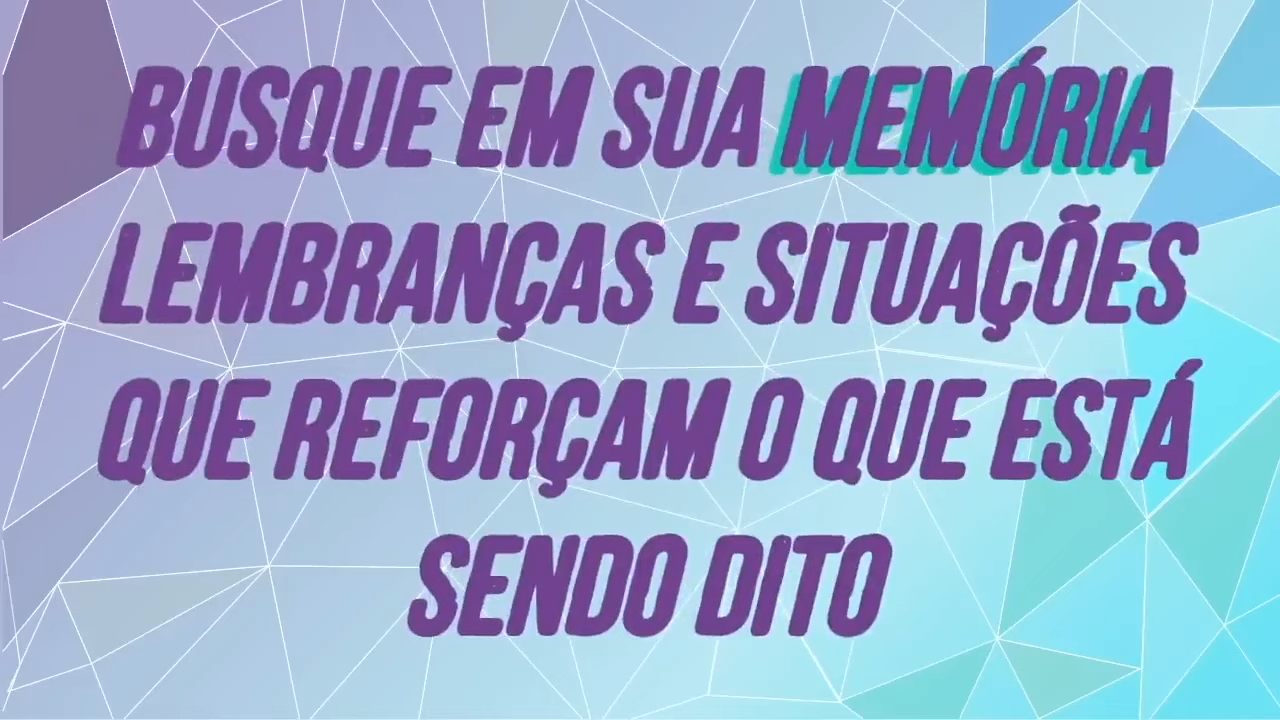 BUSQUE EM SUA MEMÓRIA
LEMBRANÇAS E SITUAÇÕES
QUE REFORÇAM O QUE ESTÁ
SENDO DITO